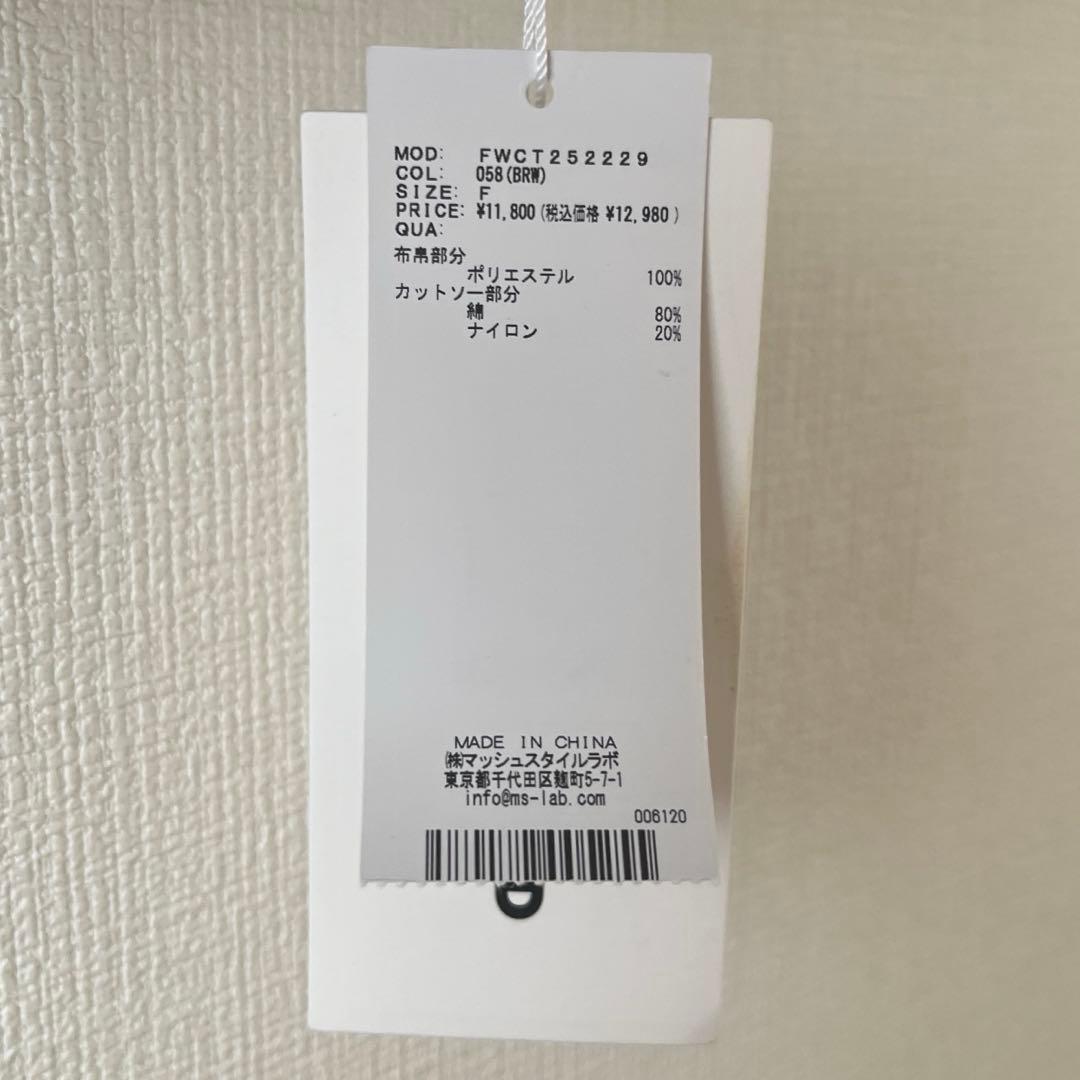 MOD: FWCT252229
COL: 058(BRW)
SIZE: F
PRICE: ¥11,800(税込価格 ¥12,980)
QUA:
布帛部分
ポリエステル 100%
カットソー部分
綿 80%
ナイロン 20%
MADE IN CHINA
㈱マッシュスタイルラボ
東京都千代田区麹町5-7-1
info@ms-lab.com
006120
D